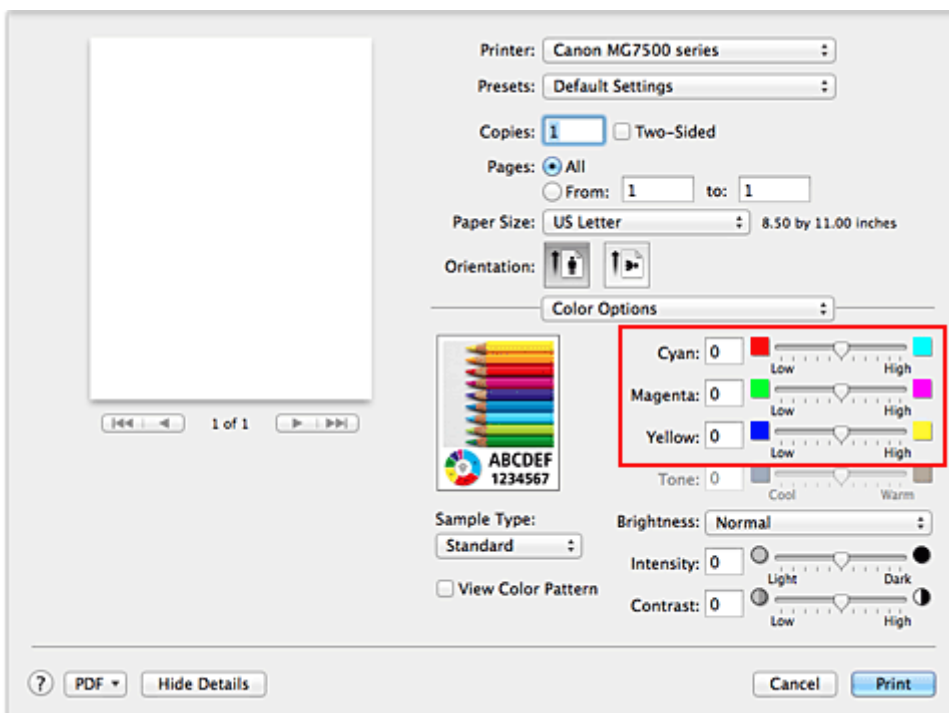 Printer: Canon MG7500 series
Presets: Default Settings
Copies: 1 Two-Sided
Pages: All
From: 1 to: 1
Paper Size: US Letter 8.50 by 11.00 inches
Orientation:
Color Options
Cyan: 0
Low High
Magenta: 0
Low High
Yellow: 0
Low High
Tone: 0
Cool Warm
1 of 1
ABCDEF
1234567
Sample Type:
Standard
View Color Pattern
Brightness: Normal
Intensity: 0
Light Dark
Contrast: 0
Low High
? PDF Hide Details Cancel Print